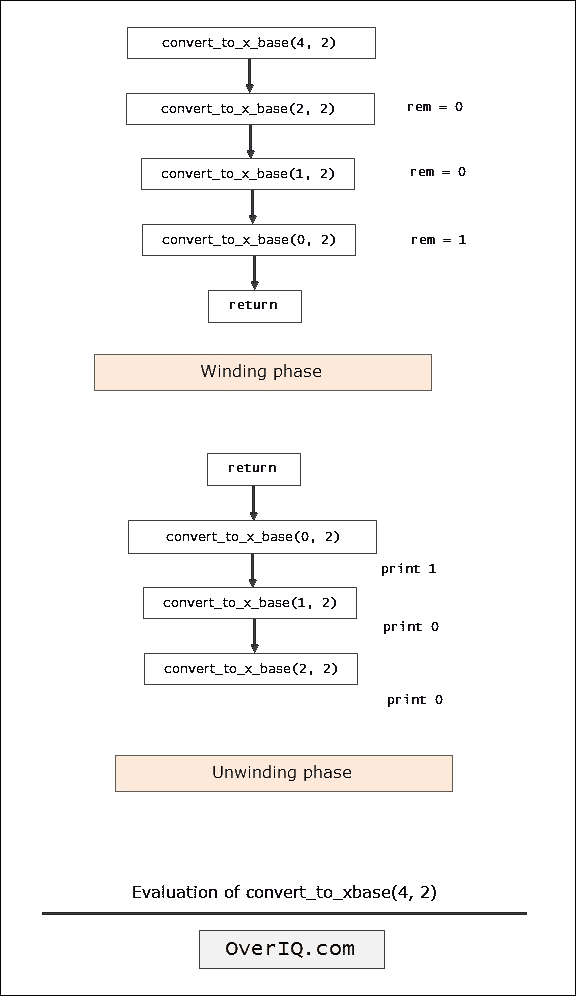 convert_to_x_base(4, 2)
convert_to_x_base(2, 2)
rem = 0
convert_to_x_base(1, 2)
rem = 0
convert_to_x_base(0, 2)
rem = 1
return
Winding phase
return
convert_to_x_base(0, 2)
print 1
convert_to_x_base(1, 2)
print 0
convert_to_x_base(2, 2)
print 0
Unwinding phase
Evaluation of convert_to_xbase(4, 2)
OverIQ.com